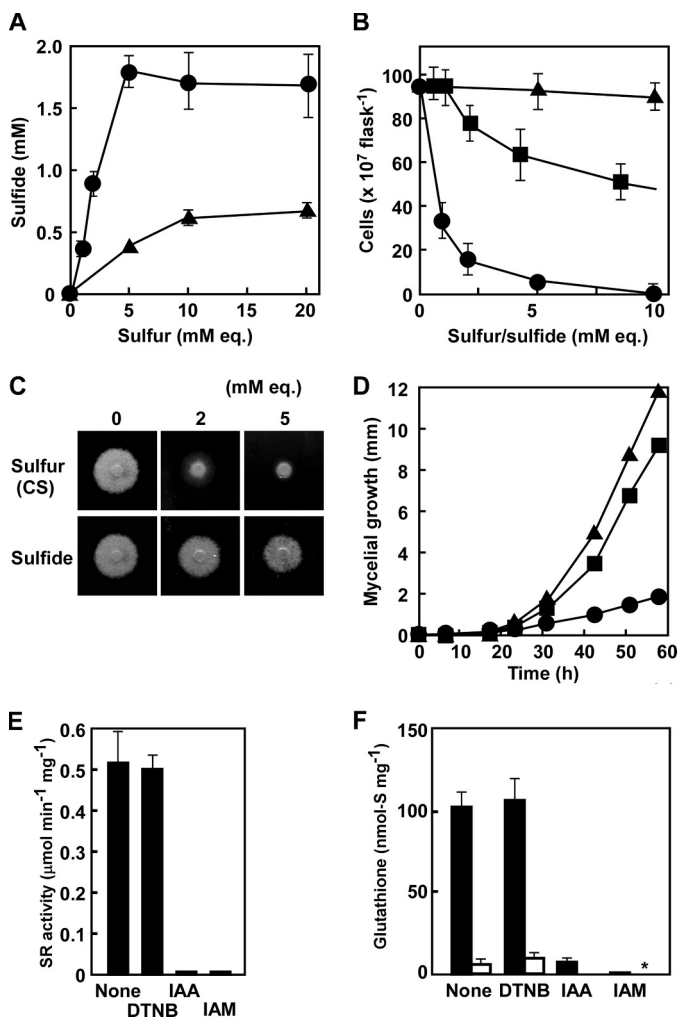 A
2.0
1.5
1.0
0.5
0
Sulfide (mM)
0 5 10 15 20
Sulfur (mM eq.)
B
100
80
60
40
20
0
Cells (x 10⁷ flask⁻¹)
0 5 10
Sulfur/sulfide (mM eq.)
C
(mM eq.)
0 2 5
Sulfur
(CS)
Sulfide
D
12
10
8
6
4
2
0
Mycelial growth (mm)
0 10 20 30 40 50 60
Time (h)
E
0.6
0.5
0.4
0.3
0.2
0.1
0
SR activity (µmol min⁻¹ mg⁻¹)
None IAA
DTNB IAM
F
150
100
50
0
Glutathione (nmol-S mg⁻¹)
*
None DTNB IAA IAM